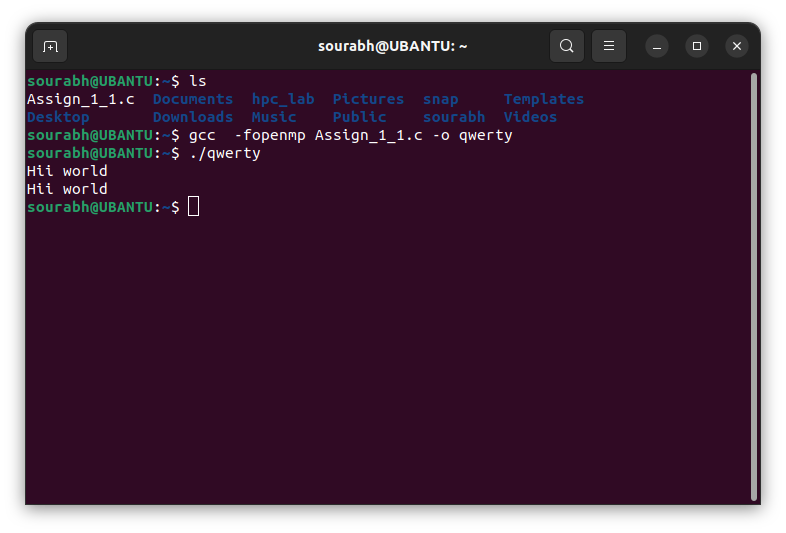 sourabh@UBANTU: ~
sourabh@UBANTU:~$ ls
Assign_1_1.c  Documents  hpc_lab  Pictures  snap     Templates
Desktop       Downloads  Music    Public    sourabh  Videos
sourabh@UBANTU:~$ gcc  -fopenmp Assign_1_1.c -o qwerty
sourabh@UBANTU:~$ ./qwerty
Hii world
Hii world
sourabh@UBANTU:~$